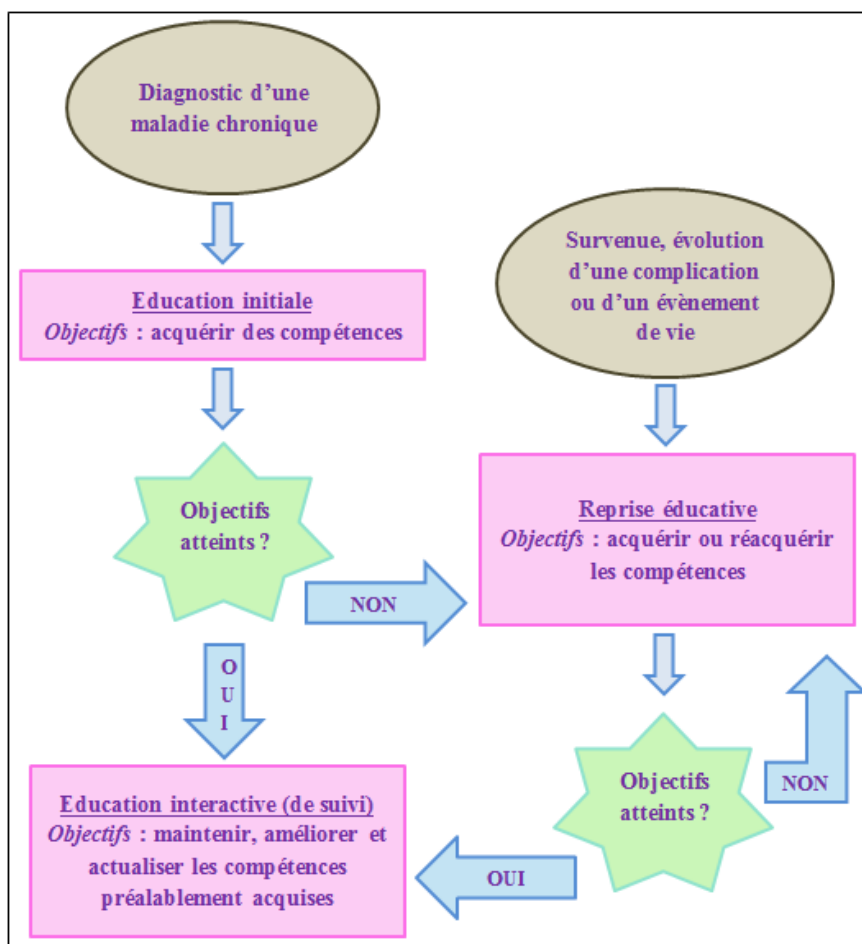 Diagnostic d’une
maladie chronique
Education initiale
Objectifs : acquérir des compétences
Objectifs
atteints ?
NON
OUI
Survenue, évolution
d’une complication
ou d’un évènement
de vie
Reprise éducative
Objectifs : acquérir ou réacquérir
les compétences
Objectifs
atteints ?
NON
OUI
Education interactive (de suivi)
Objectifs : maintenir, améliorer et
actualiser les compétences
préalablement acquises